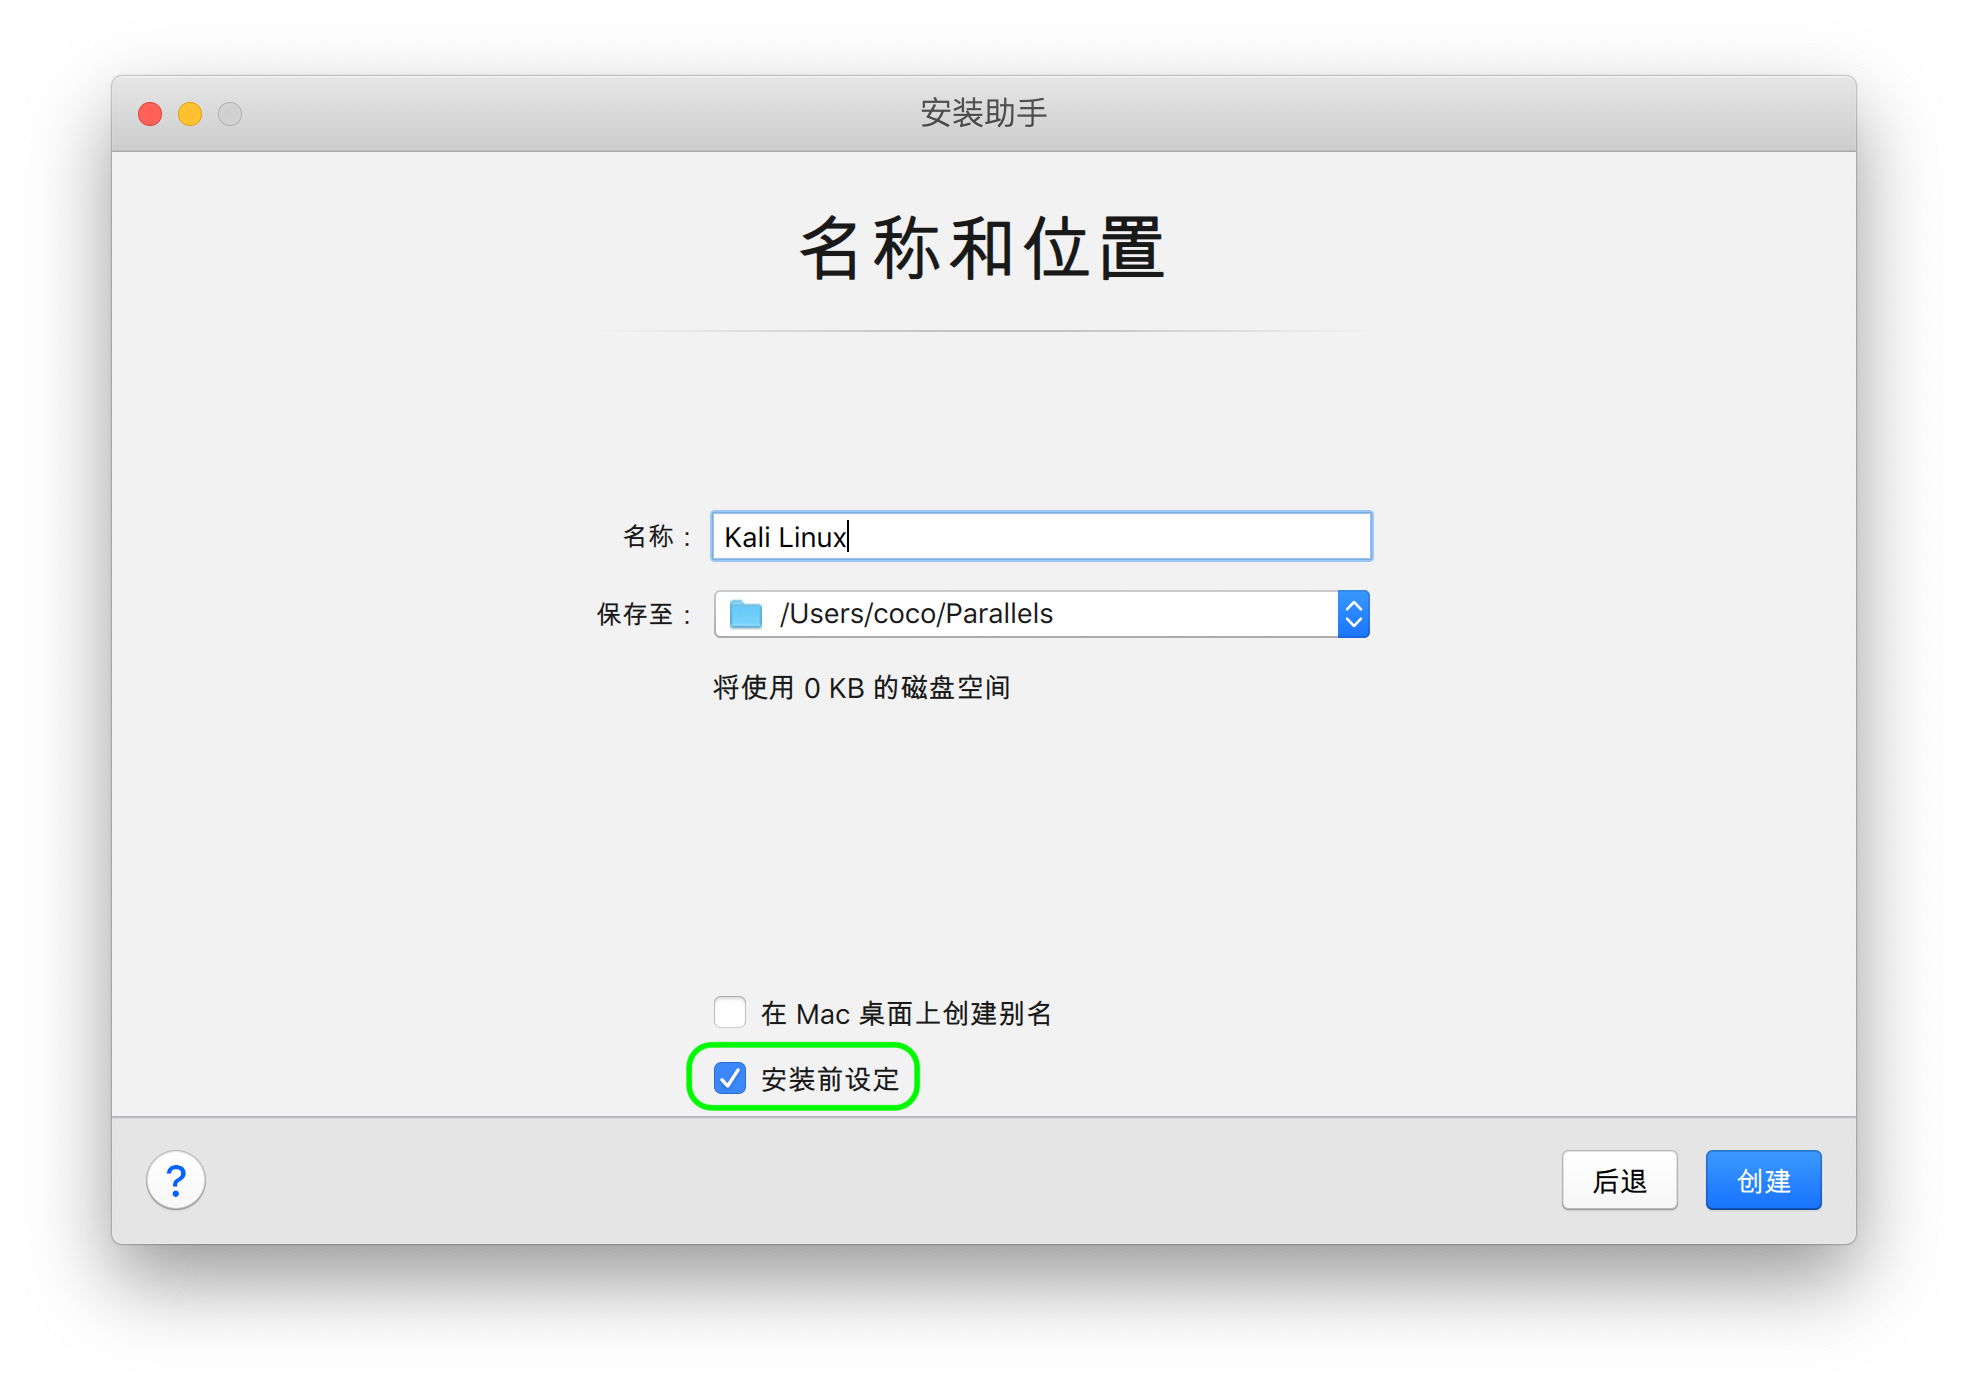 安装助手
名称和位置
名称： Kali Linux
保存至： /Users/coco/Parallels
将使用 0 KB 的磁盘空间
在 Mac 桌面上创建别名
安装前设定
? 后退 创建